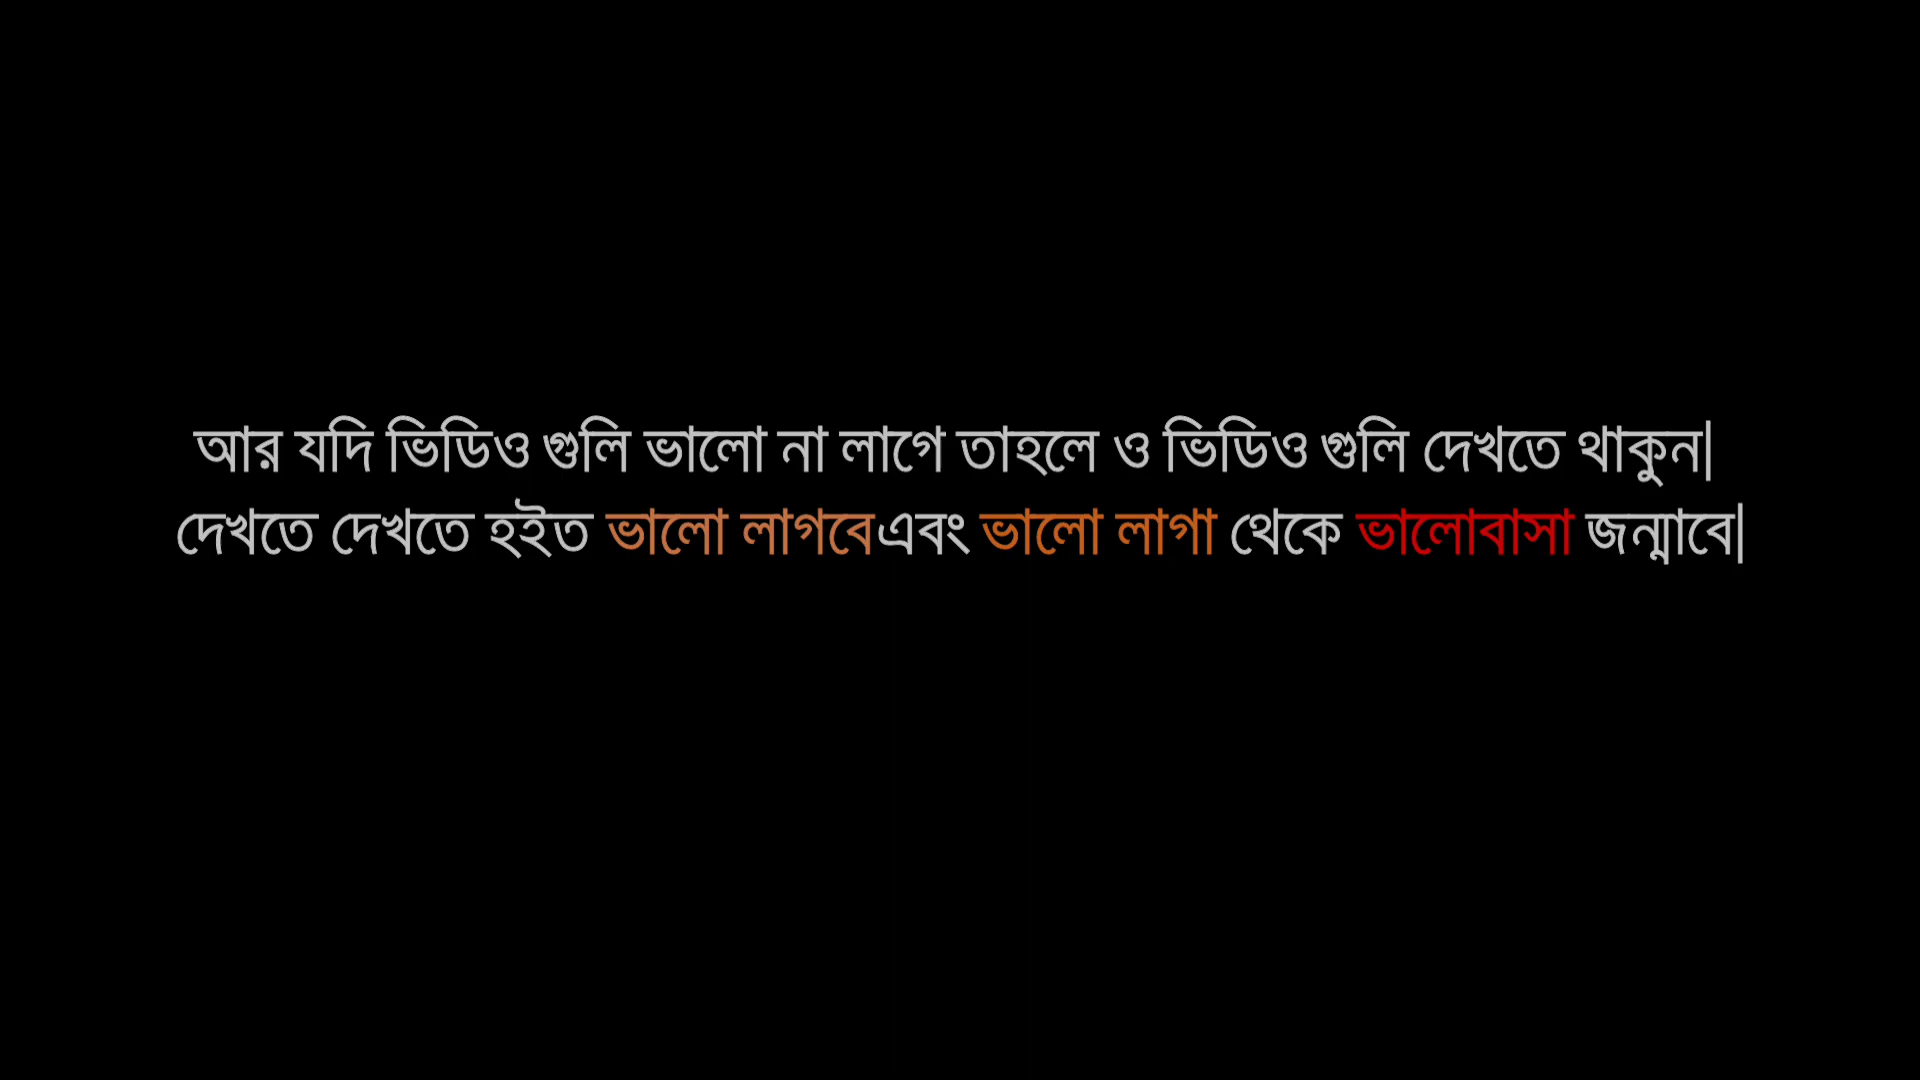 আর যদি ভিডিও গুলি ভালো না লাগে তাহলে ও ভিডিও গুলি দেখতে থাকুন|
দেখতে দেখতে হইত ভালো লাগবেএবং ভালো লাগা থেকে ভালোবাসা জন্মাবে|